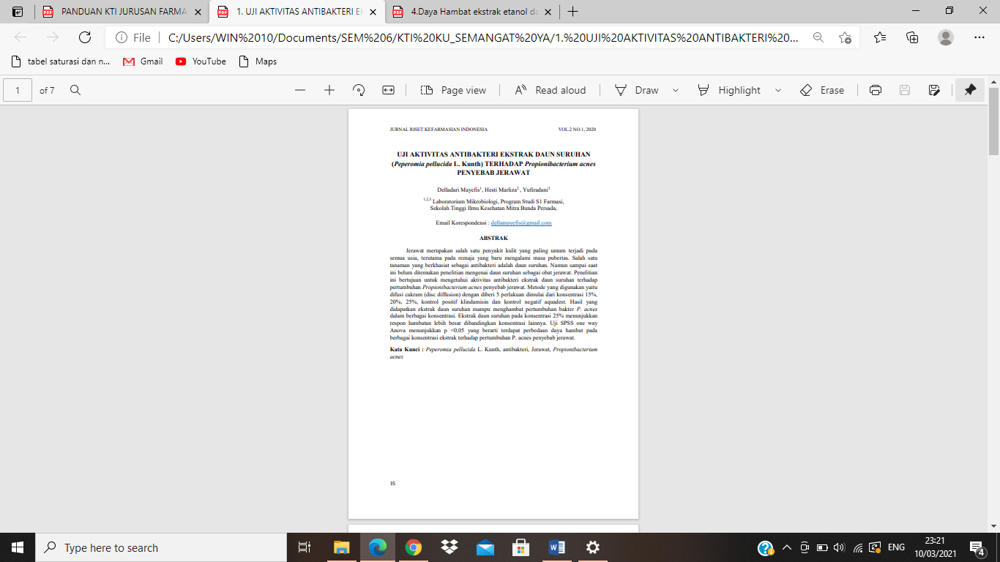 PANDUAN KTI JURUSAN FARMA
1. UJI AKTIVITAS ANTIBAKTERI E
4.Daya Hambat ekstrak etanol da
File
C:/Users/WIN%2010/Documents/SEM%206/KTI%20KU_SEMANGAT%20YA/1.%20UJI%20AKTIVITAS%20ANTIBAKTERI%20...
tabel saturasi dan n...
Gmail
YouTube
Maps
1 of 7
Page view
Read aloud
Draw
Highlight
Erase
JURNAL RISET KEFARMASIAN INDONESIA VOL.2 NO.1, 2020
UJI AKTIVITAS ANTIBAKTERI EKSTRAK DAUN SURUHAN
(Peperomia pellucida L. Kunth) TERHADAP Propionibacterium acnes
PENYEBAB JERAWAT
Delladari Mayefis1, Hesti Marliza2 , Yufiradani3
1,2,3 Laboratorium Mikrobiologi, Program Studi S1 Farmasi,
Sekolah Tinggi Ilmu Kesehatan Mitra Bunda Persada,
Email Korespondensi : dellamayefis@gmail.com
ABSTRAK
Jerawat merupakan salah satu penyakit kulit yang paling umum terjadi pada
semua usia, terutama pada remaja yang baru mengalami masa pubertas. Salah satu
tanaman yang berkhasiat sebagai antibakteri adalah daun suruhan. Namun sampai saat
ini belum ditemukan penelitian mengenai daun suruhan sebagai obat jerawat. Penelitian
ini bertujuan untuk mengetahui aktivitas antibakteri ekstrak daun suruhan terhadap
pertumbuhan Propionibacterium acnes penyebab jerawat. Metode yang digunakan yaitu
difusi cakram (disc diffusion) dengan diberi 5 perlakuan dimulai dari konsentrasi 15%,
20%, 25%, kontrol positif klindamisin dan kontrol negatif aquadest. Hasil yang
didapatkan ekstrak daun suruhan mampu menghambat pertumbuhan bakter P. acnes
dalam berbagai konsentrasi. Ekstrak daun suruhan pada konsentrasi 25% menunjukkan
respon hambatan lebih besar dibandingkan konsentrasi lainnya. Uji SPSS one way
Anova menunjukkan p <0,05 yang berarti terdapat perbedaan daya hambat pada
berbagai konsentrasi ekstrak terhadap pertumbuhan P. acnes penyebab jerawat.
Kata Kunci : Peperomia pellucida L. Kunth, antibakteri, Jerawat, Propionibacterium
acnes
35
Type here to search
ENG
23:21
10/03/2021
4